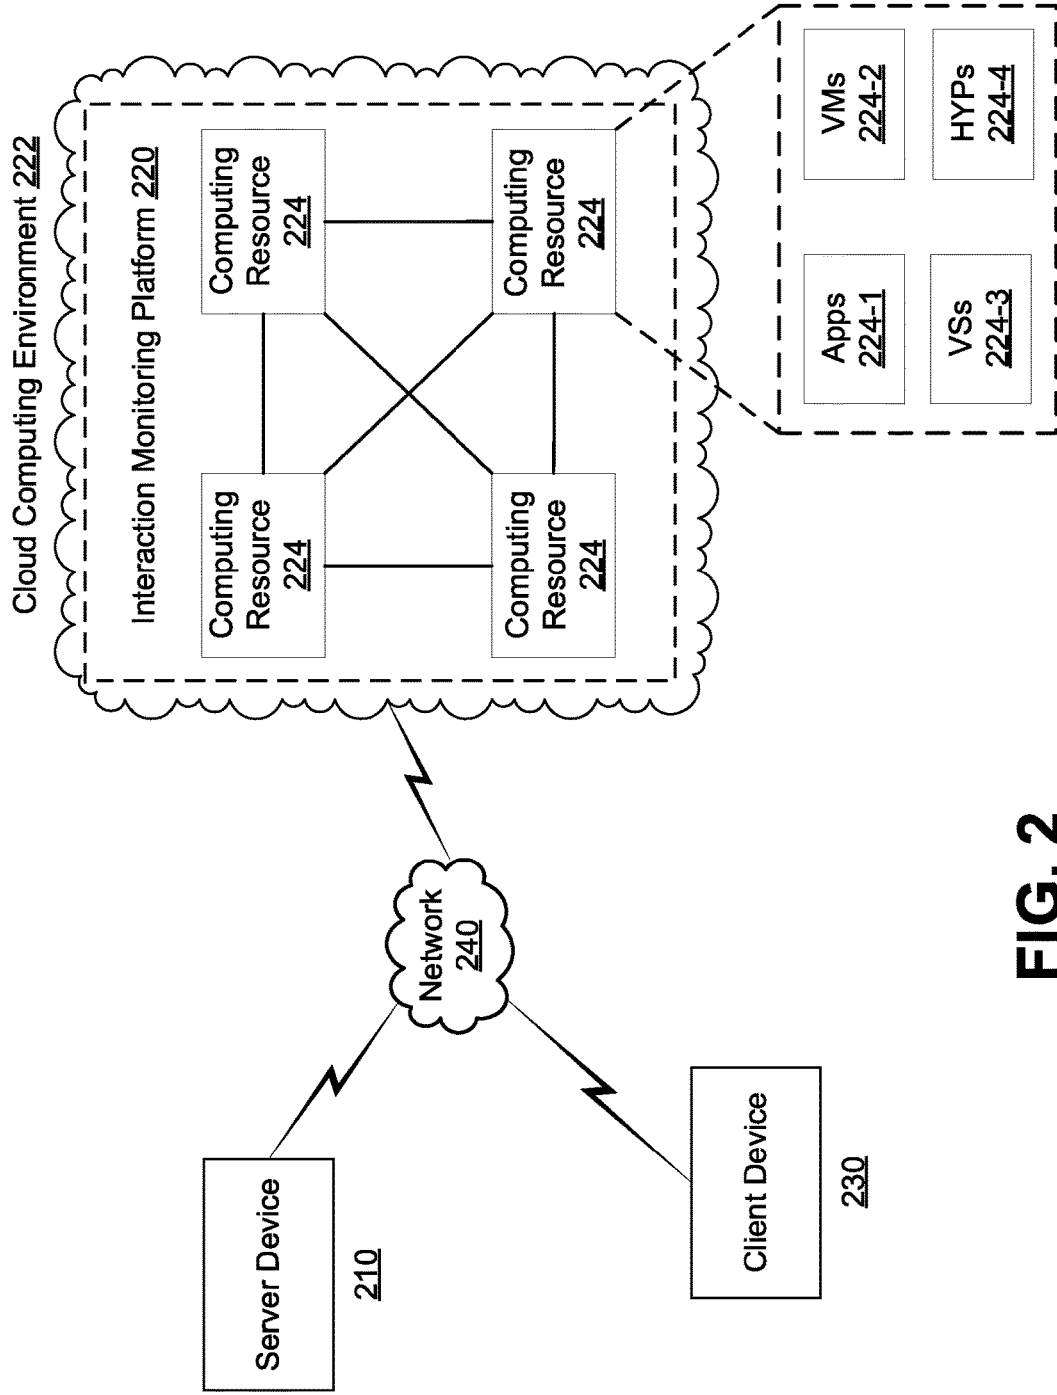 Cloud Computing Environment 222
Interaction Monitoring Platform 220
Computing
Resource
224
Computing
Resource
224
Computing
Resource
224
Computing
Resource
224
Server Device
210
Network
240
Client Device
230
Apps
224-1
VMs
224-2
VSs
224-3
HYPs
224-4
FIG. 2